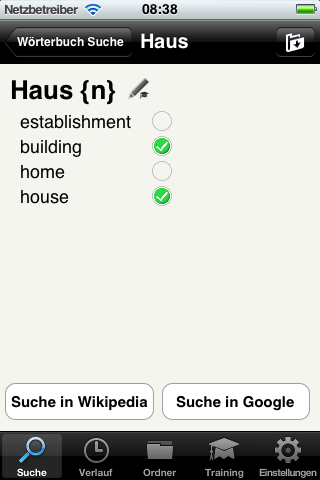 Netzbetreiber 08:38
Wörterbuch Suche Haus
Haus {n}
establishment
building
home
house
Suche in Wikipedia Suche in Google
Suche Verlauf Ordner Training Einstellungen